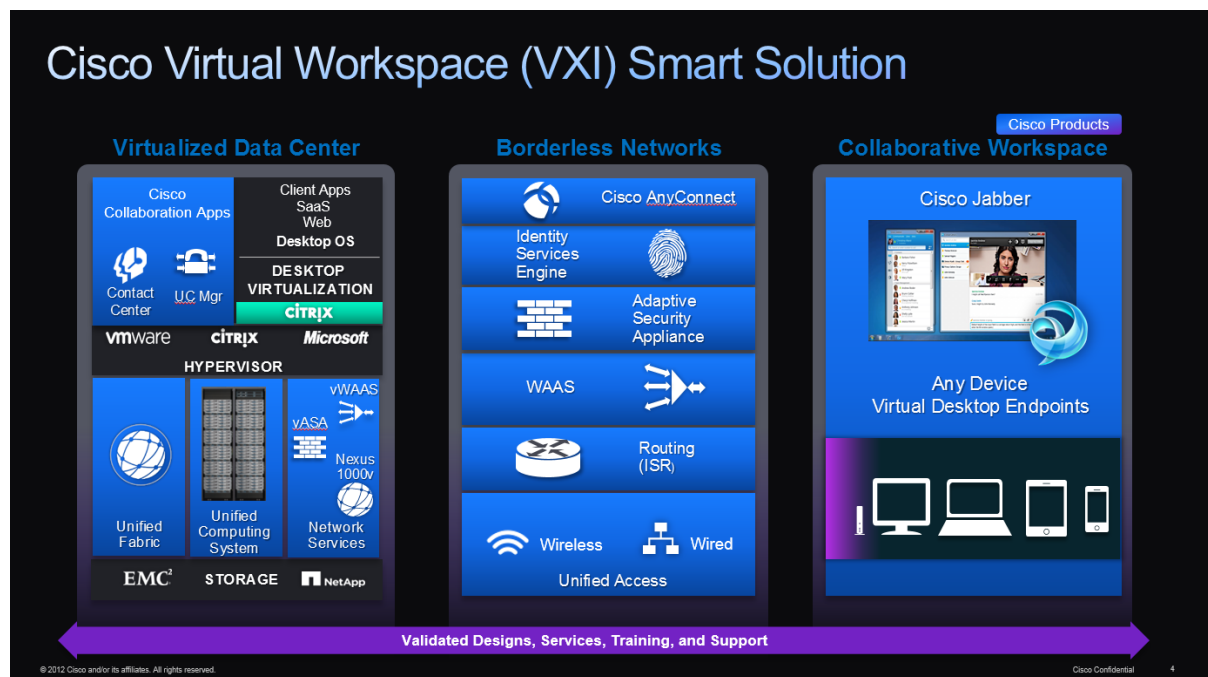 Cisco Virtual Workspace (VXI) Smart Solution
Cisco Products
Virtualized Data Center
Cisco
Collaboration Apps
Contact
Center
UC Mgr
Client Apps
SaaS
Web
Desktop OS
DESKTOP
VIRTUALIZATION
CITRIX
vmware
CITRIX
Microsoft
HYPERVISOR
Unified
Fabric
Unified
Computing
System
vWAAS
vASA
Nexus
1000v
Network
Services
EMC²
STORAGE
NetApp
Borderless Networks
Cisco AnyConnect
Identity
Services
Engine
Adaptive
Security
Appliance
WAAS
Routing
(ISR)
Wireless
Wired
Unified Access
Collaborative Workspace
Cisco Jabber
Any Device
Virtual Desktop Endpoints
Validated Designs, Services, Training, and Support
© 2012 Cisco and/or its affiliates. All rights reserved.
Cisco Confidential
4